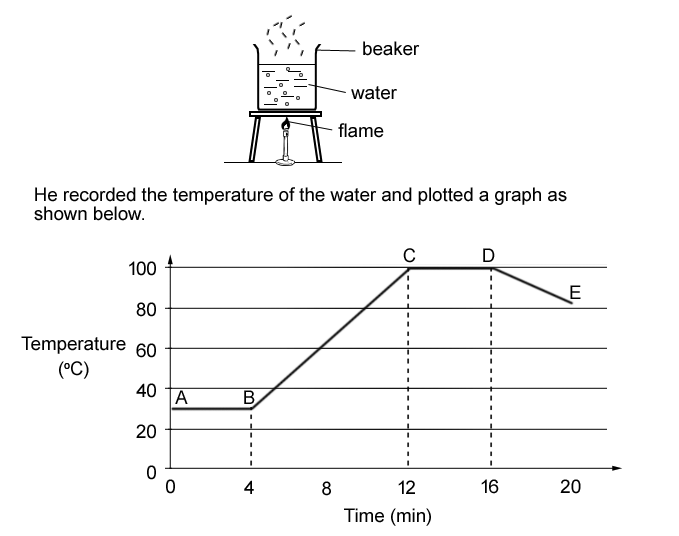 beaker
water
flame
He recorded the temperature of the water and plotted a graph as
shown below.
C D
100
E
80
Temperature 60
(ºC)
40
A B
20
0
0 4 8 12 16 20
Time (min)